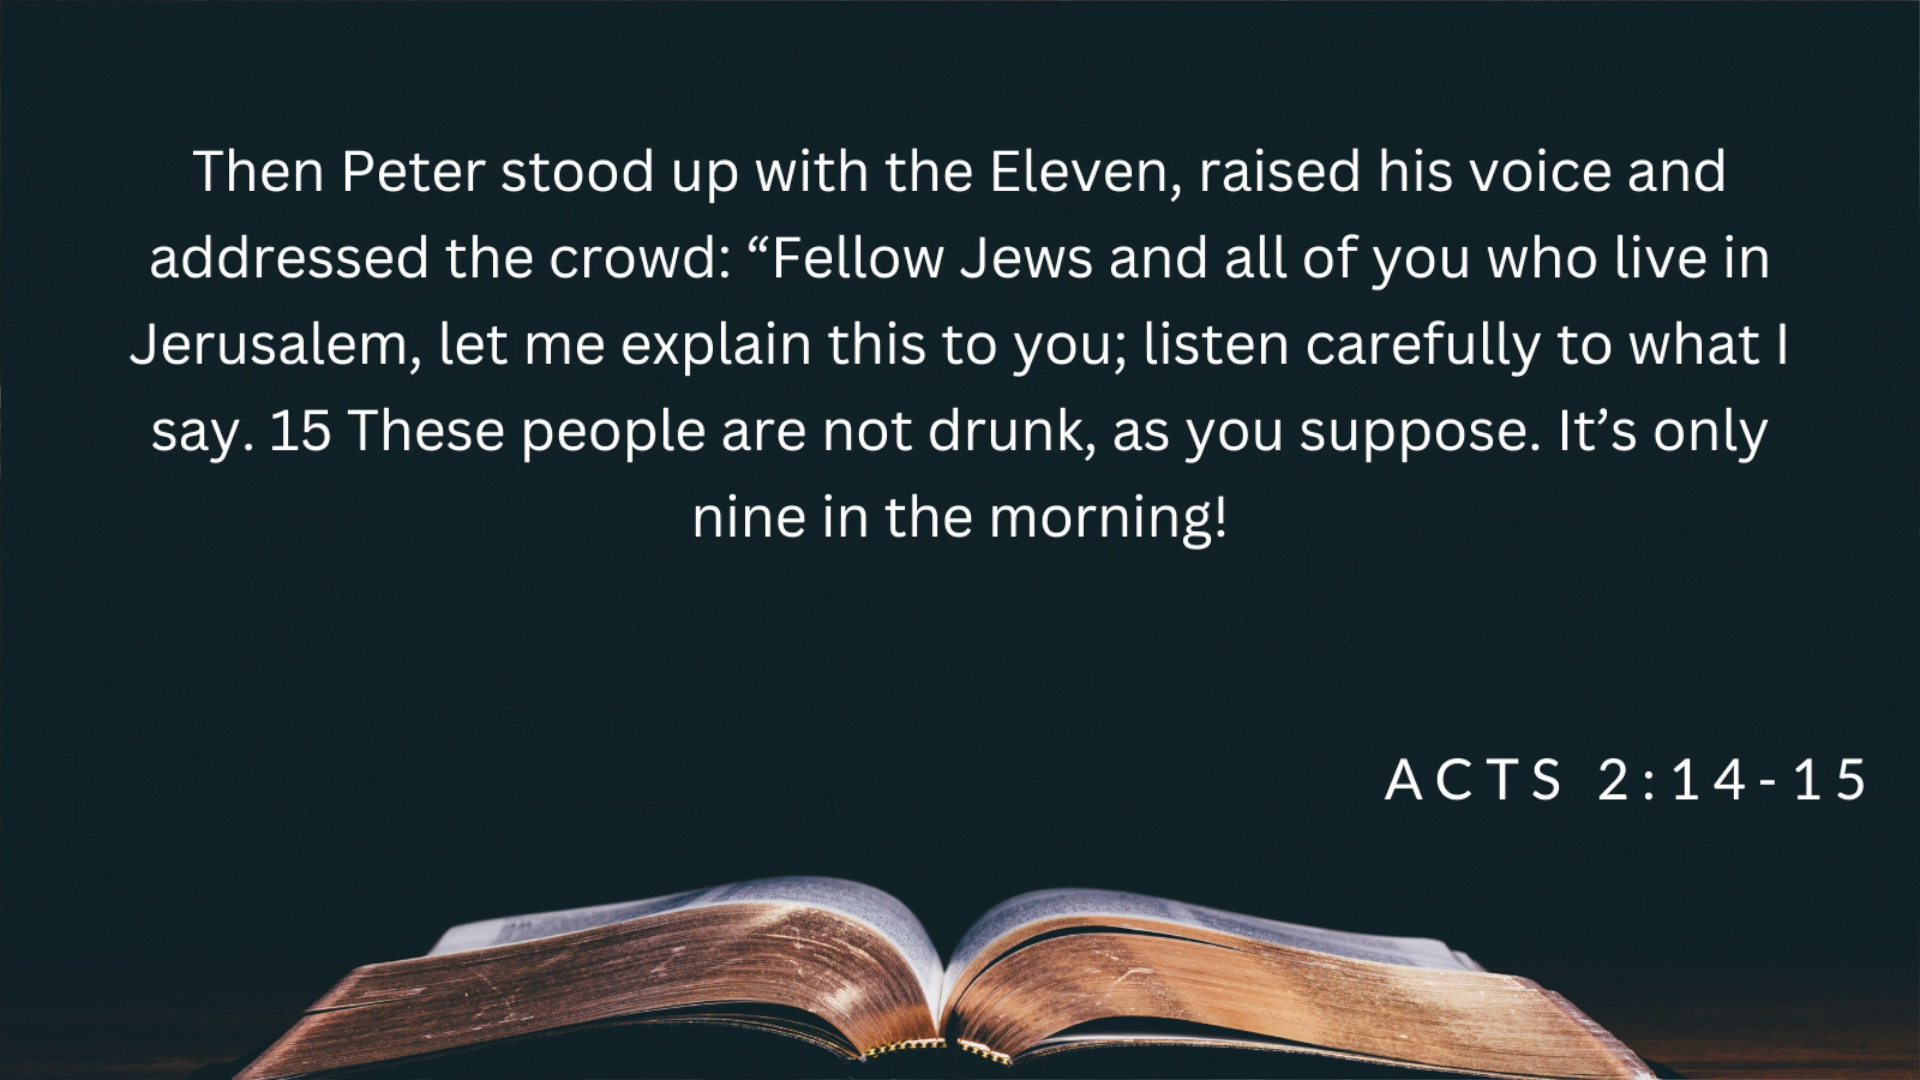 Then Peter stood up with the Eleven, raised his voice and
addressed the crowd: “Fellow Jews and all of you who live in
Jerusalem, let me explain this to you; listen carefully to what I
say. 15 These people are not drunk, as you suppose. It’s only
nine in the morning!
ACTS 2:14-15